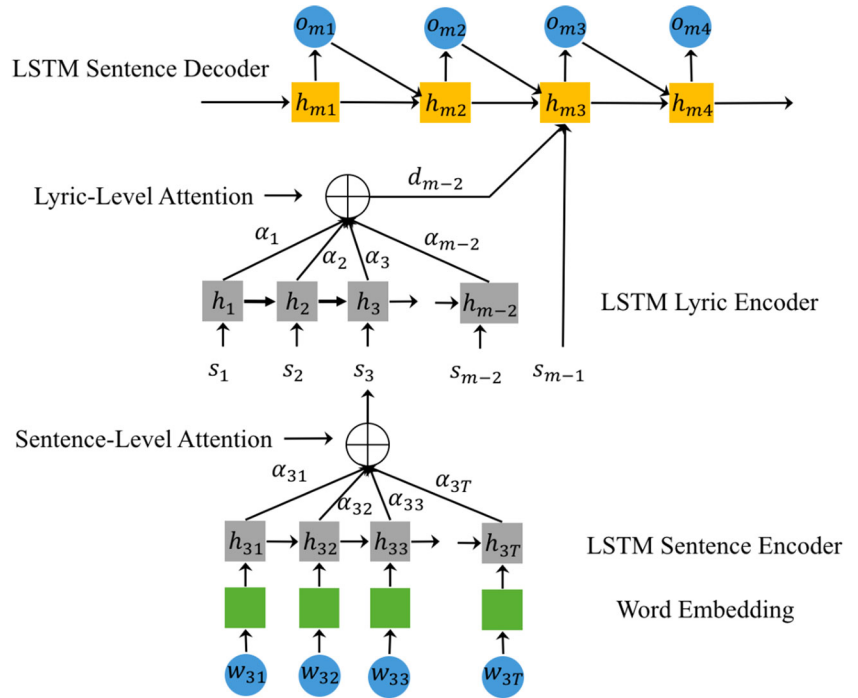 o_{m1} o_{m2} o_{m3} o_{m4}
LSTM Sentence Decoder
h_{m1} h_{m2} h_{m3} h_{m4}
Lyric-Level Attention d_{m−2}
α_1 α_2 α_3 α_{m−2}
h_1 h_2 h_3 h_{m−2} LSTM Lyric Encoder
s_1 s_2 s_3 s_{m−2} s_{m−1}
Sentence-Level Attention
α_{31} α_{32} α_{33} α_{3T}
h_{31} h_{32} h_{33} h_{3T} LSTM Sentence Encoder
Word Embedding
w_{31} w_{32} w_{33} w_{3T}